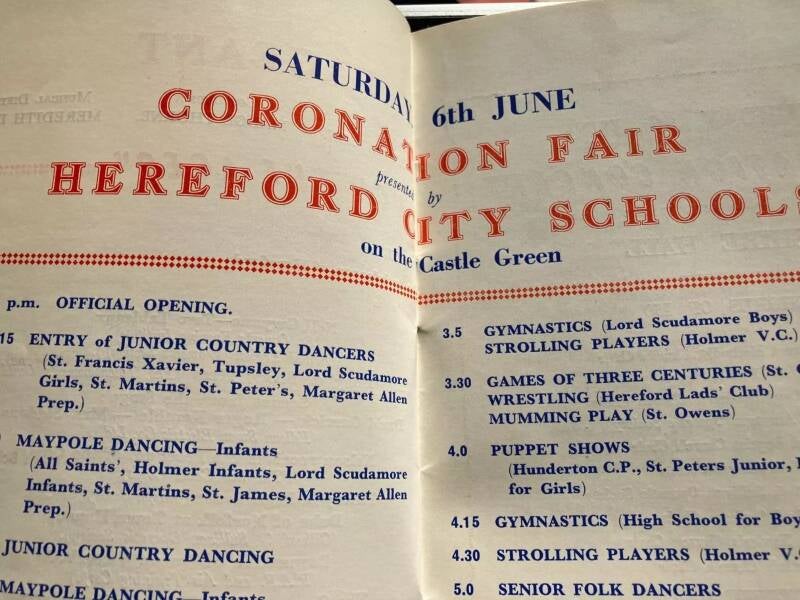 SATURDAY 6th JUNE
CORONATION FAIR
presented by
HEREFORD CITY SCHOOLS
on the Castle Green
p.m. OFFICIAL OPENING.
15 ENTRY of JUNIOR COUNTRY DANCERS
(St. Francis Xavier, Tupsley, Lord Scudamore
Girls, St. Martins, St. Peter's, Margaret Allen
Prep.)
MAYPOLE DANCING—Infants
(All Saints', Holmer Infants, Lord Scudamore
Infants, St. Martins, St. James, Margaret Allen
Prep.)
JUNIOR COUNTRY DANCING
MAYPOLE DANCING—Infants
3.5 GYMNASTICS (Lord Scudamore Boys)
STROLLING PLAYERS (Holmer V.C.)
3.30 GAMES OF THREE CENTURIES (St.
WRESTLING (Hereford Lads' Club)
MUMMING PLAY (St. Owens)
4.0 PUPPET SHOWS
(Hunderton C.P., St. Peters Junior,
for Girls)
4.15 GYMNASTICS (High School for Boy
4.30 STROLLING PLAYERS (Holmer V.C
5.0 SENIOR FOLK DANCERS